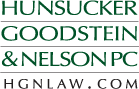 HUNSUCKER
GOODSTEIN
& NELSON PC
HGNLAW.COM